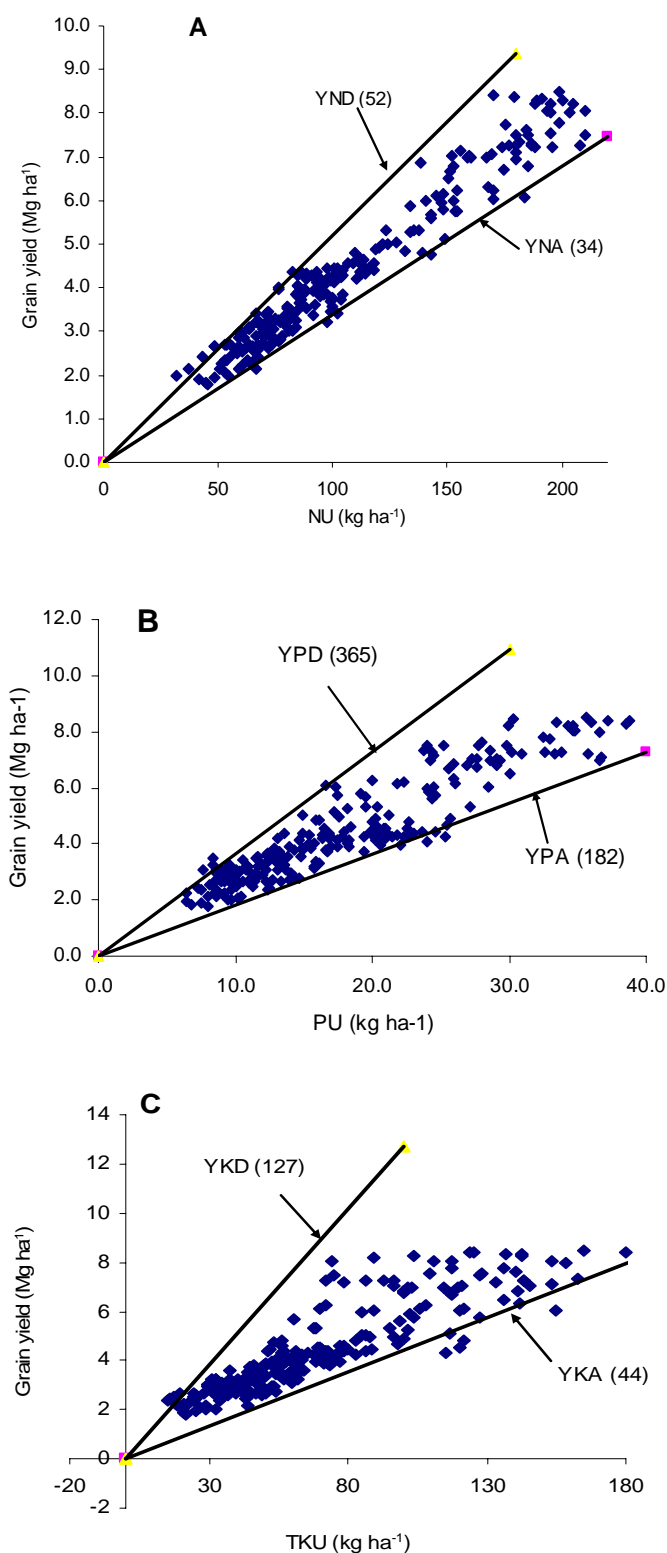 A
10.0
9.0
8.0
7.0
6.0
5.0
4.0
3.0
2.0
1.0
0.0
Grain yield (Mg ha¹)
YND (52)
YNA (34)
0 50 100 150 200
NU (kg ha⁻¹)
B
12.0
10.0
8.0
6.0
4.0
2.0
0.0
Grain yield (Mg ha-1)
YPD (365)
YPA (182)
0.0 10.0 20.0 30.0 40.0
PU (kg ha-1)
C
14
12
10
8
6
4
2
0
-2
Grain yield (Mg ha¹)
YKD (127)
YKA (44)
-20 30 80 130 180
TKU (kg ha⁻¹)